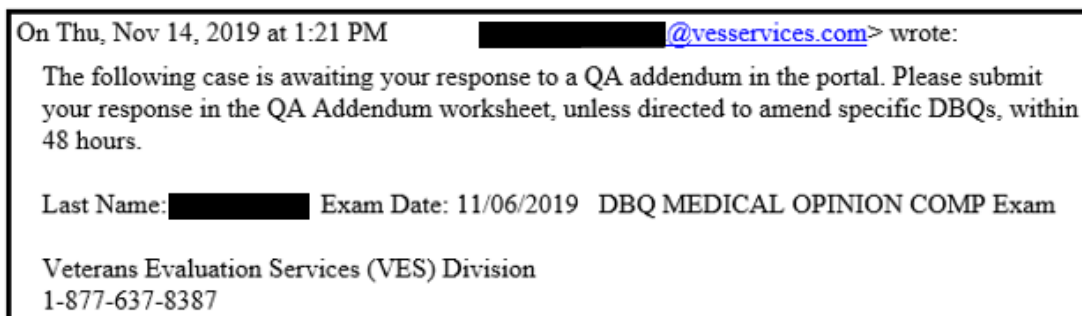 On Thu, Nov 14, 2019 at 1:21 PM @vesservices.com> wrote:
The following case is awaiting your response to a QA addendum in the portal. Please submit
your response in the QA Addendum worksheet, unless directed to amend specific DBQs, within
48 hours.
Last Name: Exam Date: 11/06/2019 DBQ MEDICAL OPINION COMP Exam
Veterans Evaluation Services (VES) Division
1-877-637-8387